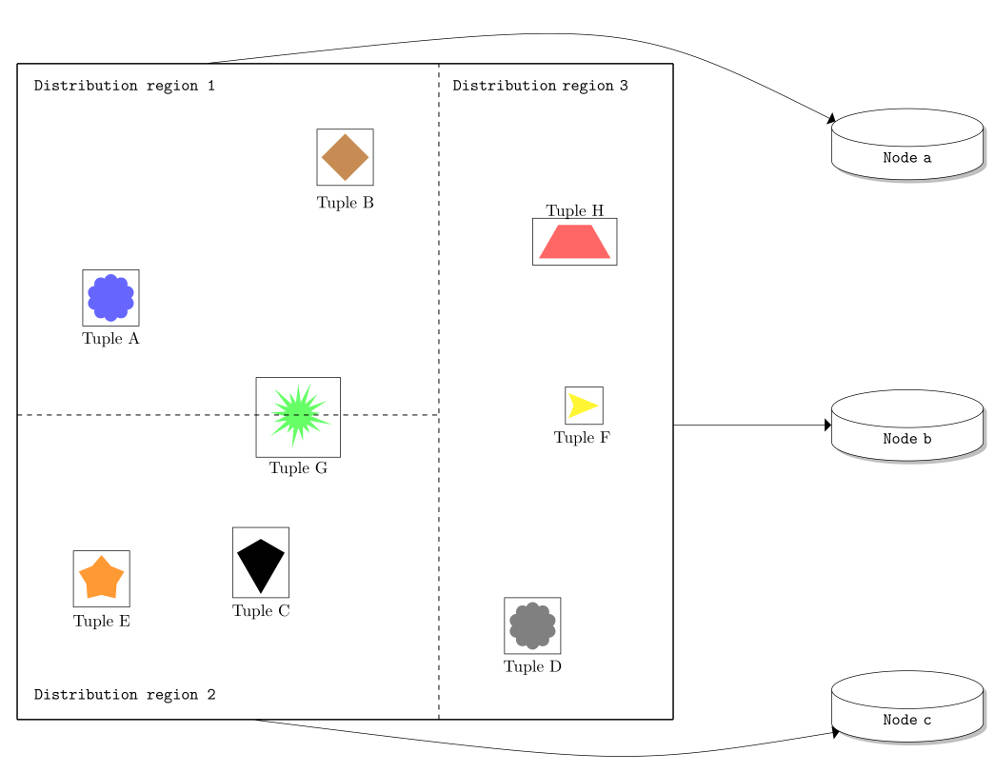 Distribution region 1
Distribution region 3
Node a
Tuple B
Tuple H
Tuple A
Tuple F
Node b
Tuple G
Tuple C
Tuple E
Tuple D
Distribution region 2
Node c